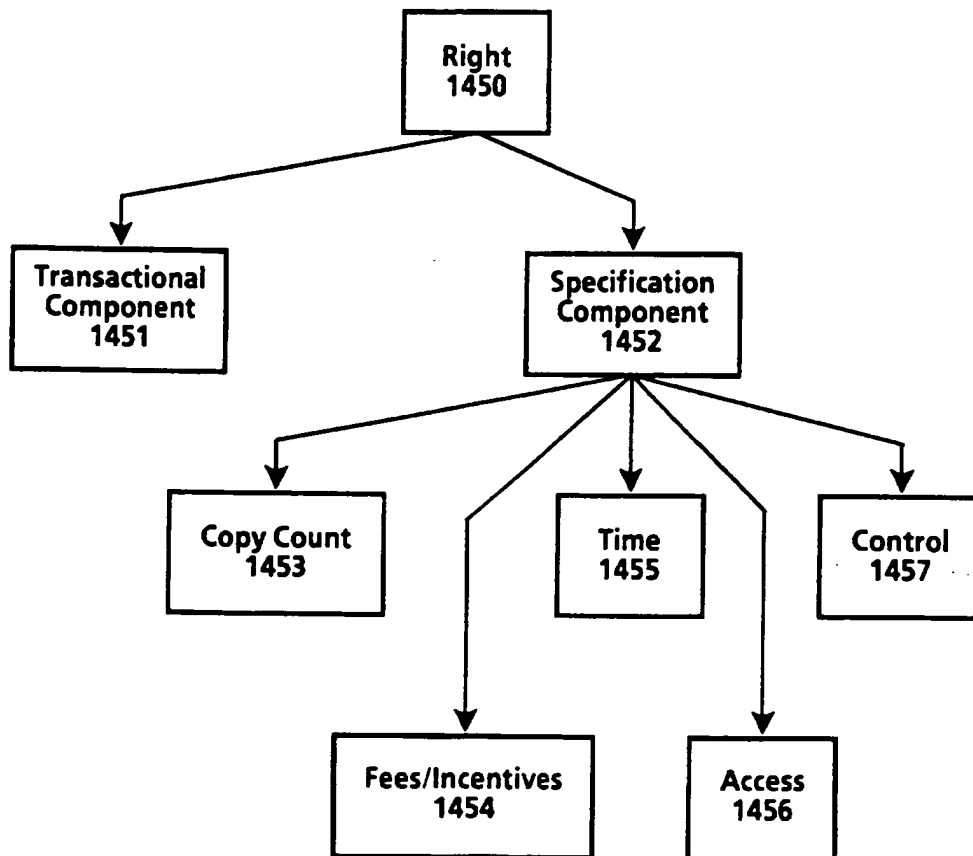 Right
1450
Transactional
Component
1451
Specification
Component
1452
Copy Count
1453
Time
1455
Control
1457
Fees/Incentives
1454
Access
1456